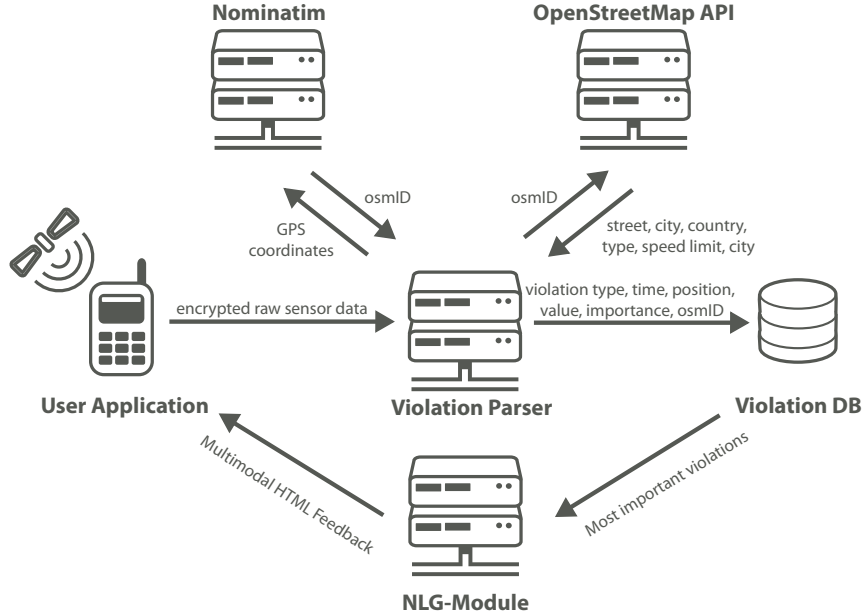 Nominatim
OpenStreetMap API
osmID
GPS
coordinates
osmID
street, city, country,
type, speed limit, city
encrypted raw sensor data
violation type, time, position,
value, importance, osmID
User Application
Violation Parser
Violation DB
Multimodal HTML Feedback
Most important violations
NLG-Module